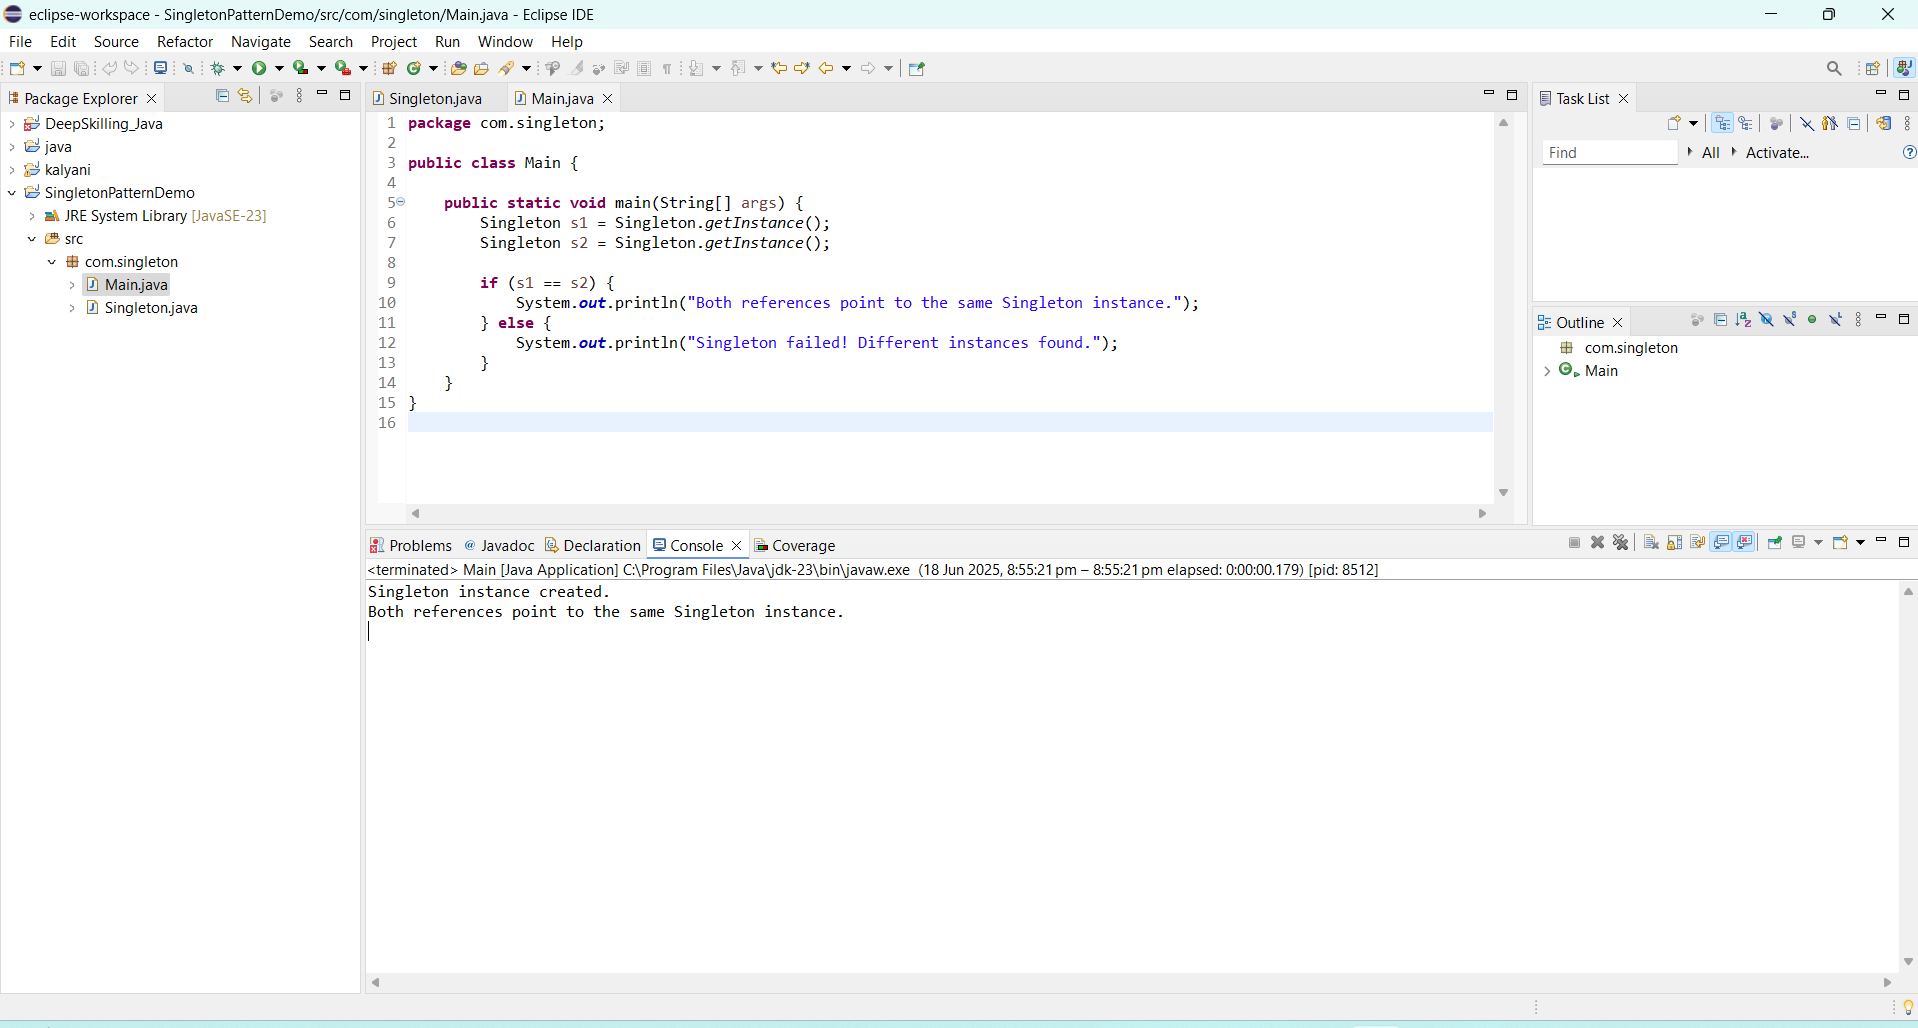 eclipse-workspace - SingletonPatternDemo/src/com/singleton/Main.java - Eclipse IDE
File Edit Source Refactor Navigate Search Project Run Window Help
Package Explorer
DeepSkilling_Java
java
kalyani
SingletonPatternDemo
JRE System Library [JavaSE-23]
src
com.singleton
Main.java
Singleton.java
Singleton.java Main.java
1 package com.singleton;
2
3 public class Main {
4
5     public static void main(String[] args) {
6         Singleton s1 = Singleton.getInstance();
7         Singleton s2 = Singleton.getInstance();
8
9         if (s1 == s2) {
10             System.out.println("Both references point to the same Singleton instance.");
11         } else {
12             System.out.println("Singleton failed! Different instances found.");
13         }
14     }
15 }
16
Task List
Find All Activate...
Outline
com.singleton
Main
Problems Javadoc Declaration Console Coverage
<terminated> Main [Java Application] C:\Program Files\Java\jdk-23\bin\javaw.exe (18 Jun 2025, 8:55:21 pm – 8:55:21 pm elapsed: 0:00:00.179) [pid: 8512]
Singleton instance created.
Both references point to the same Singleton instance.